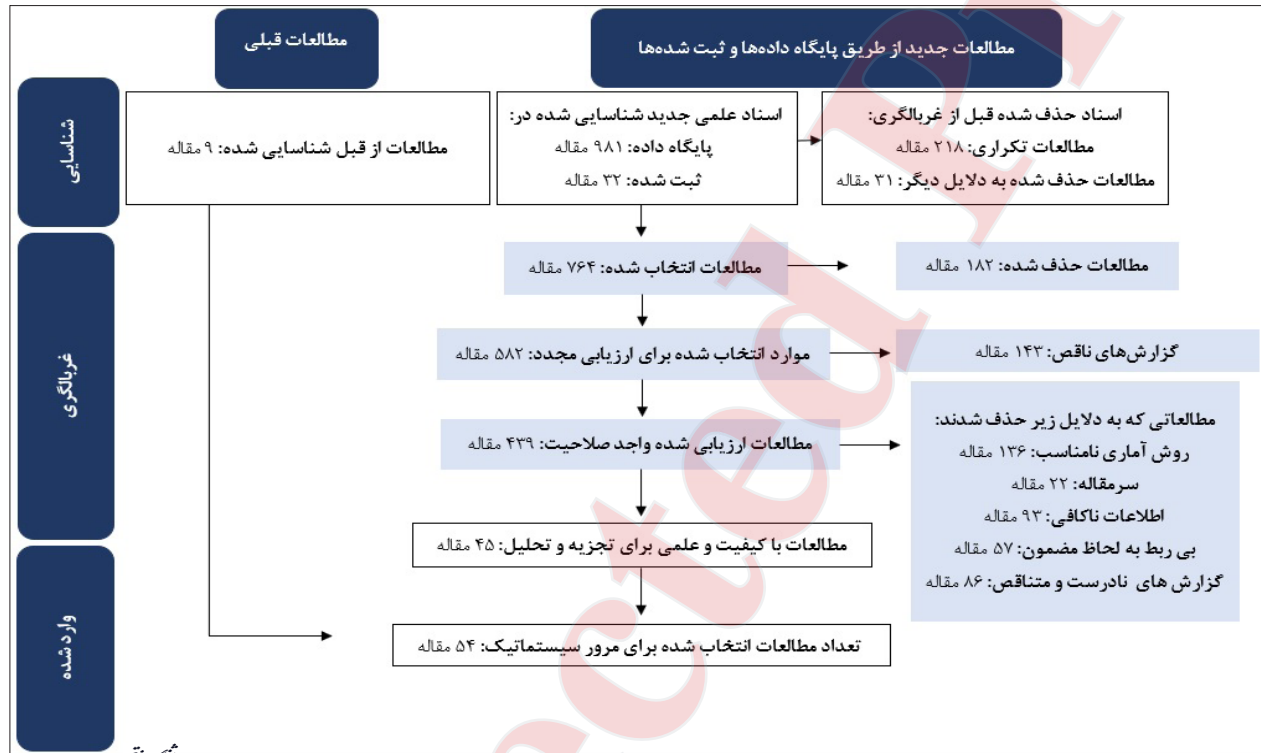 مطالعات قبلی
مطالعات جدید از طریق پایگاه داده‌ها و ثبت شده‌ها
شناسایی
مطالعات از قبل شناسایی شده: ۹ مقاله
اسناد علمی جدید شناسایی شده در:
پایگاه داده: ۹۸۱ مقاله
ثبت شده: ۳۲ مقاله
اسناد حذف شده قبل از غربالگری:
مطالعات تکراری: ۲۱۸ مقاله
مطالعات حذف شده به دلایل دیگر: ۳۱ مقاله
غربالگری
مطالعات انتخاب شده: ۷۶۴ مقاله
مطالعات حذف شده: ۱۸۲ مقاله
موارد انتخاب شده برای ارزیابی مجدد: ۵۸۲ مقاله
گزارش‌های ناقص: ۱۴۳ مقاله
مطالعات ارزیابی شده واجد صلاحیت: ۴۳۹ مقاله
مطالعاتی که به دلایل زیر حذف شدند:
روش آماری نامناسب: ۱۳۶ مقاله
سرمقاله: ۲۲ مقاله
اطلاعات ناکافی: ۹۳ مقاله
بی ربط به لحاظ مضمون: ۵۷ مقاله
گزارش های نادرست و متناقض: ۸۶ مقاله
مطالعات با کیفیت و علمی برای تجزیه و تحلیل: ۴۵ مقاله
وارد شده
تعداد مطالعات انتخاب شده برای مرور سیستماتیک: ۵۴ مقاله